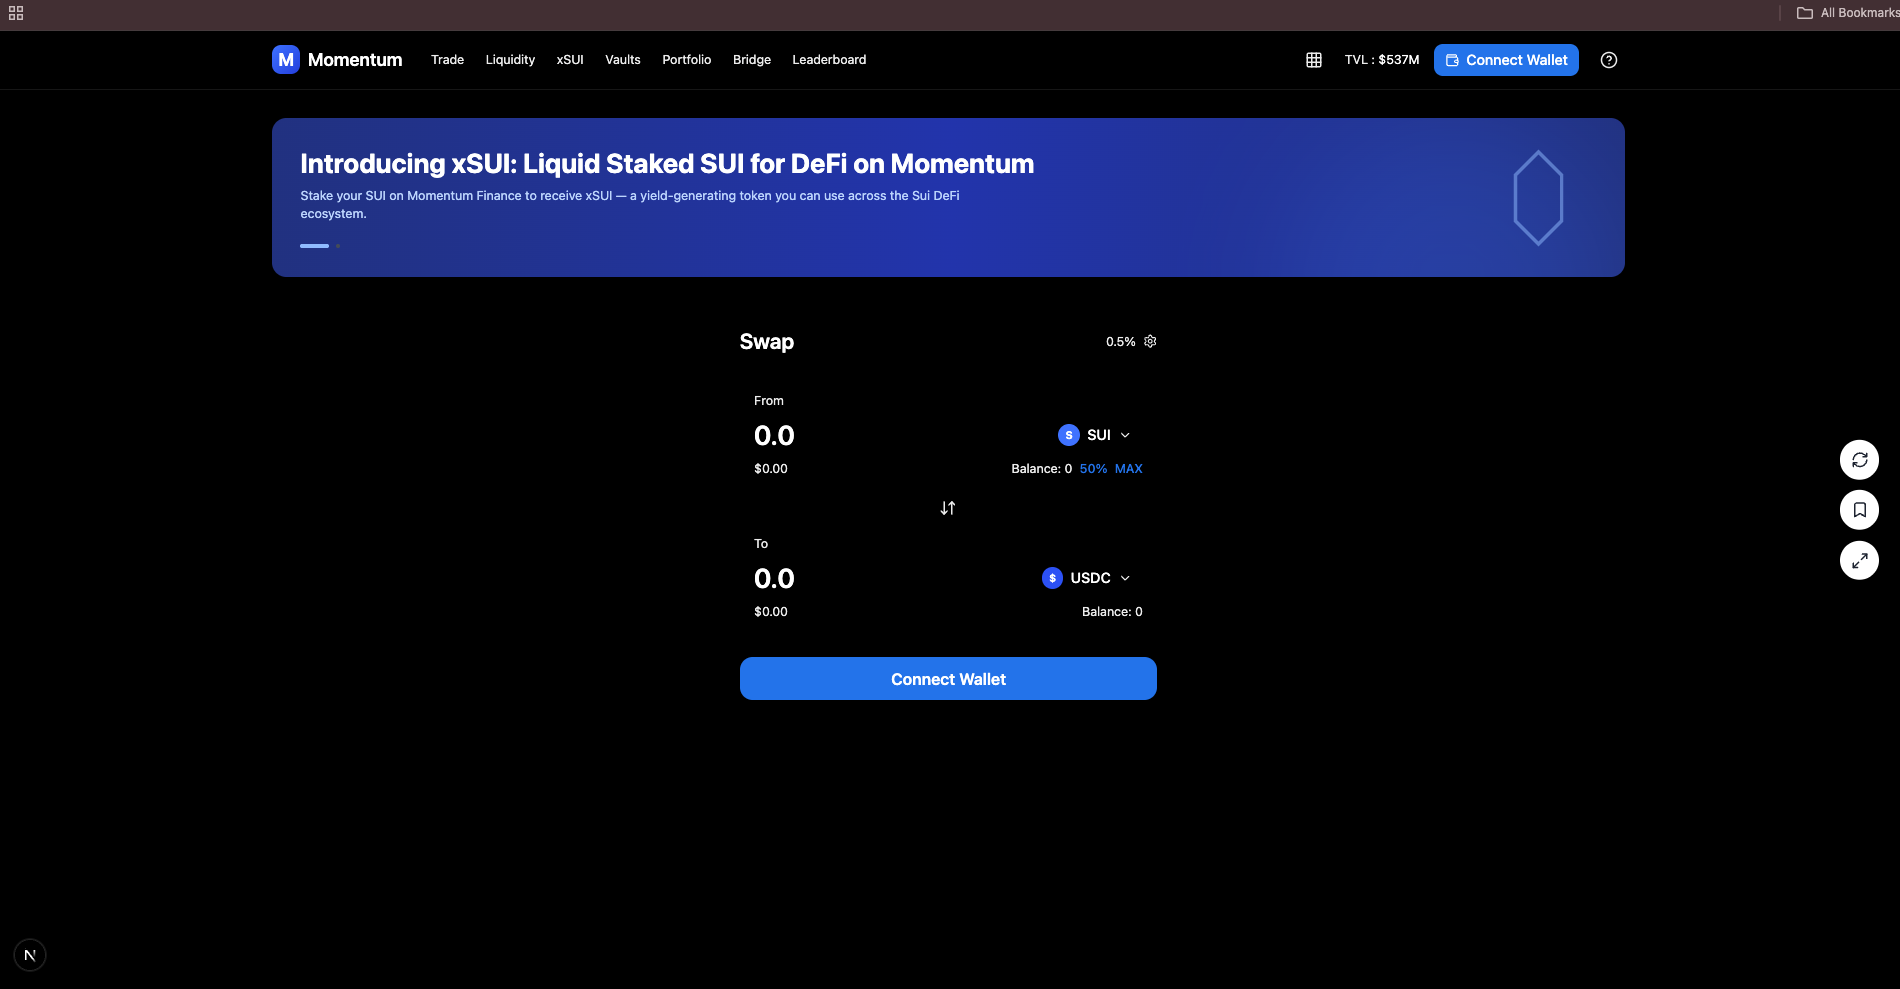 All Bookmarks
M Momentum Trade Liquidity xSUI Vaults Portfolio Bridge Leaderboard TVL : $537M Connect Wallet ?
Introducing xSUI: Liquid Staked SUI for DeFi on Momentum
Stake your SUI on Momentum Finance to receive xSUI — a yield-generating token you can use across the Sui DeFi
ecosystem.
Swap 0.5%
From
0.0 S SUI
$0.00 Balance: 0 50% MAX
To
0.0 $ USDC
$0.00 Balance: 0
Connect Wallet
N